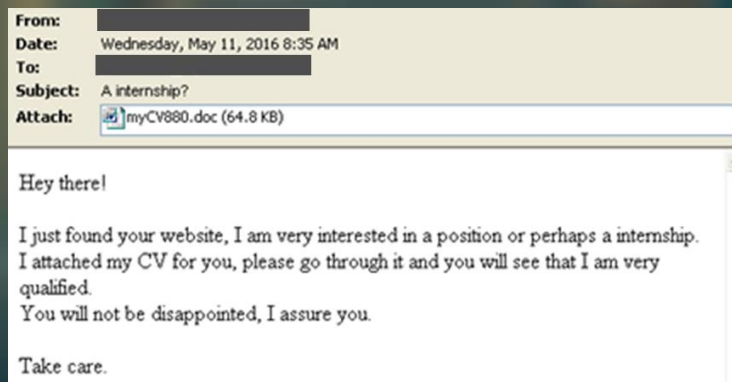 From:
Date: Wednesday, May 11, 2016 8:35 AM
To:
Subject: A internship?
Attach: myCV880.doc (64.8 KB)
Hey there!
I just found your website, I am very interested in a position or perhaps a internship.
I attached my CV for you, please go through it and you will see that I am very
qualified.
You will not be disappointed, I assure you.
Take care.